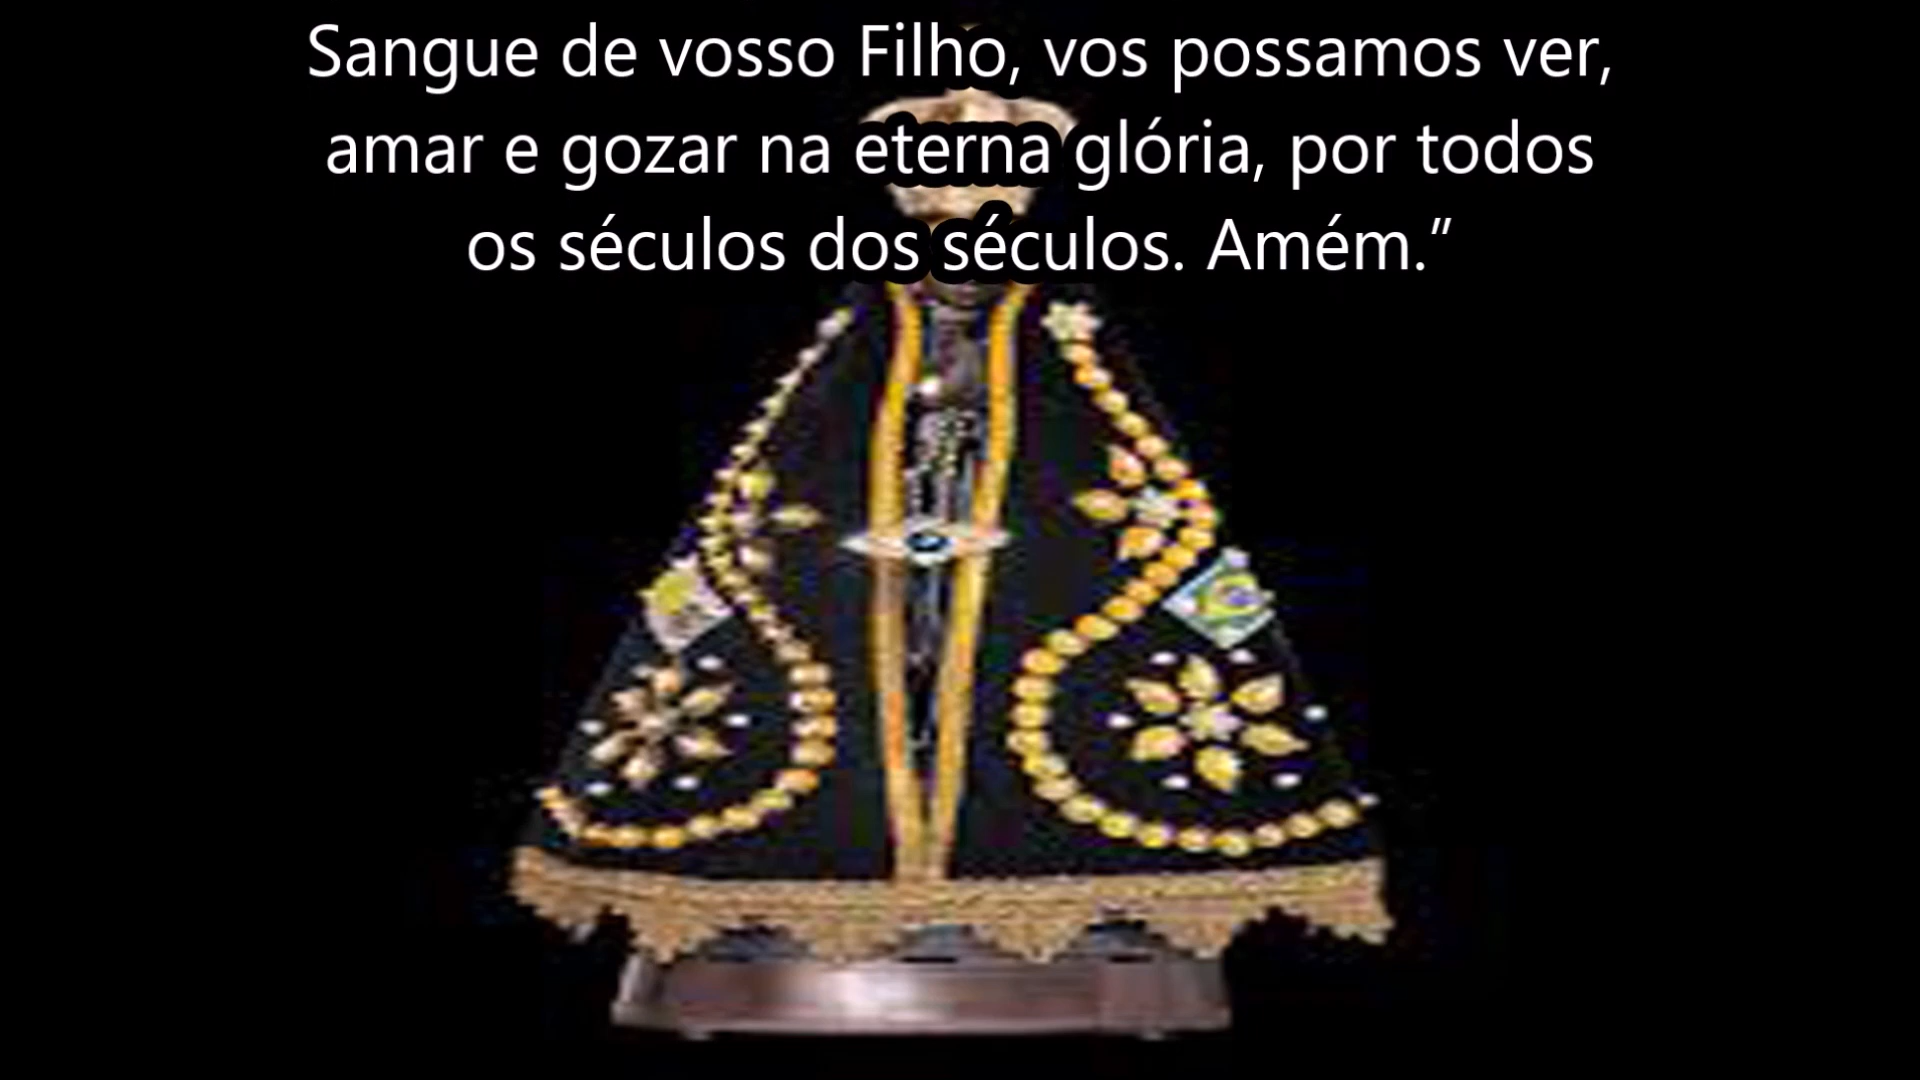 Sangue de vosso Filho, vos possamos ver,
amar e gozar na eterna glória, por todos
os séculos dos séculos. Amém.”